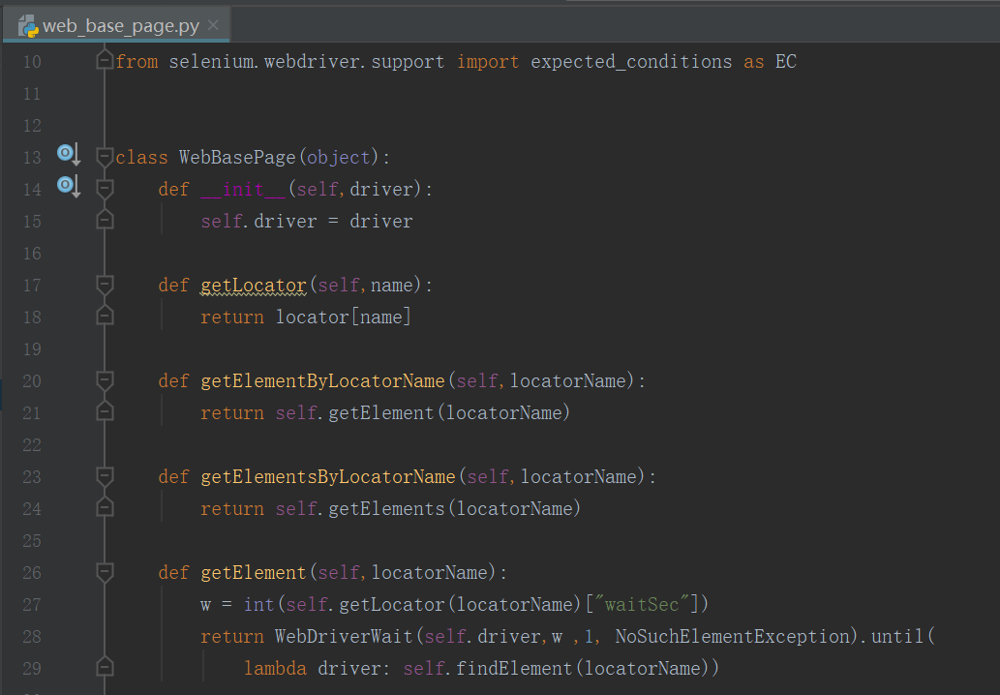 web_base_page.py
10 from selenium.webdriver.support import expected_conditions as EC
11
12
13 class WebBasePage(object):
14     def __init__(self,driver):
15         self.driver = driver
16
17     def getLocator(self,name):
18         return locator[name]
19
20     def getElementByLocatorName(self,locatorName):
21         return self.getElement(locatorName)
22
23     def getElementsByLocatorName(self,locatorName):
24         return self.getElements(locatorName)
25
26     def getElement(self,locatorName):
27         w = int(self.getLocator(locatorName)["waitSec"])
28         return WebDriverWait(self.driver,w ,1, NoSuchElementException).until(
29             lambda driver: self.findElement(locatorName))